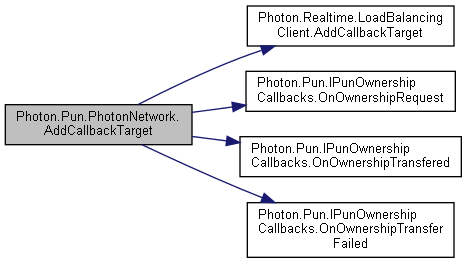 Photon.Realtime.LoadBalancing
Client.AddCallbackTarget
Photon.Pun.IPunOwnership
Callbacks.OnOwnershipRequest
Photon.Pun.PhotonNetwork.
AddCallbackTarget
Photon.Pun.IPunOwnership
Callbacks.OnOwnershipTransfered
Photon.Pun.IPunOwnership
Callbacks.OnOwnershipTransfer
Failed